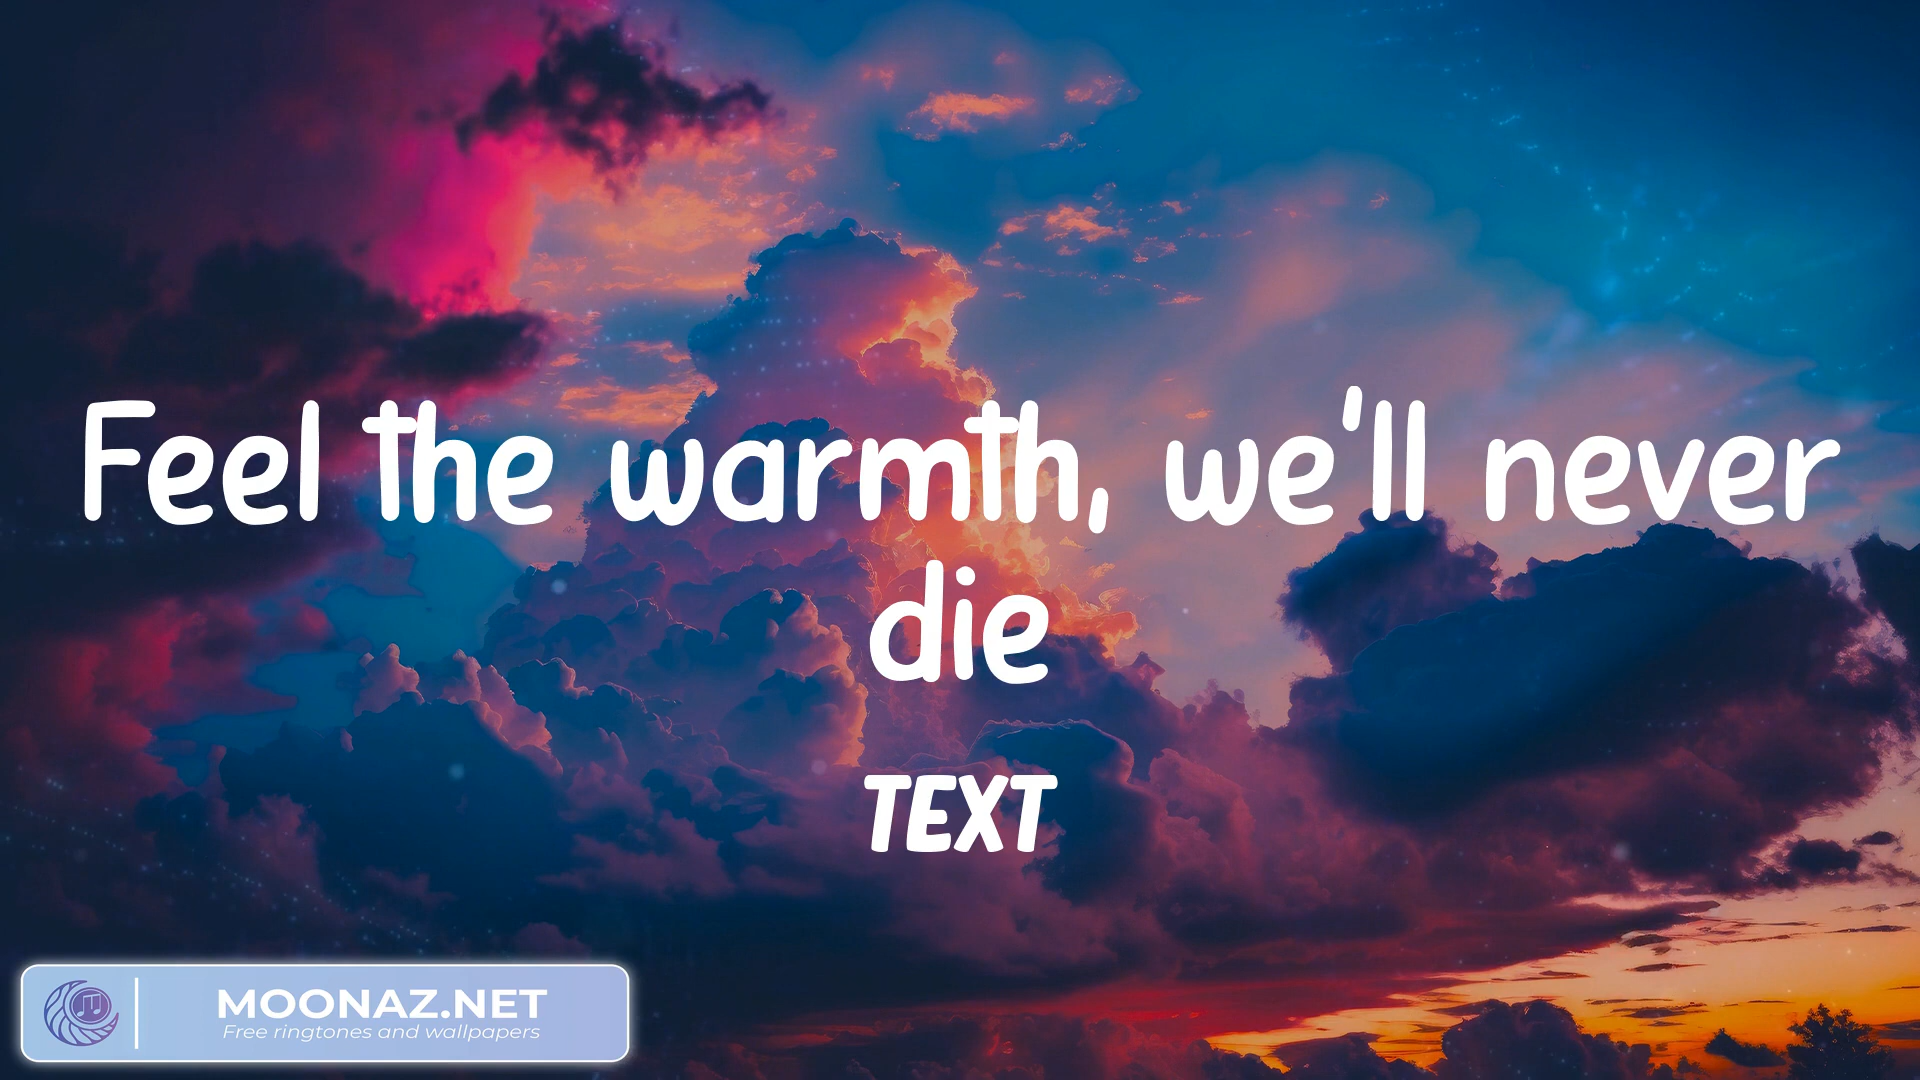 Feel the warmth, we'll never
die
TEXT
MOONAZ.NET
Free ringtones and wallpapers